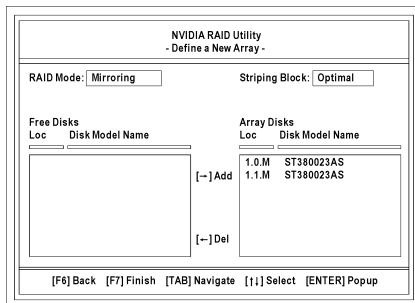 NVIDIA RAID Utility
- Define a New Array -
RAID Mode: Mirroring Striping Block: Optimal
Free Disks Array Disks
Loc Disk Model Name Loc Disk Model Name
1.0.M ST380023AS
[→] Add 1.1.M ST380023AS
[←] Del
[F6] Back [F7] Finish [TAB] Navigate [↑↓] Select [ENTER] Popup